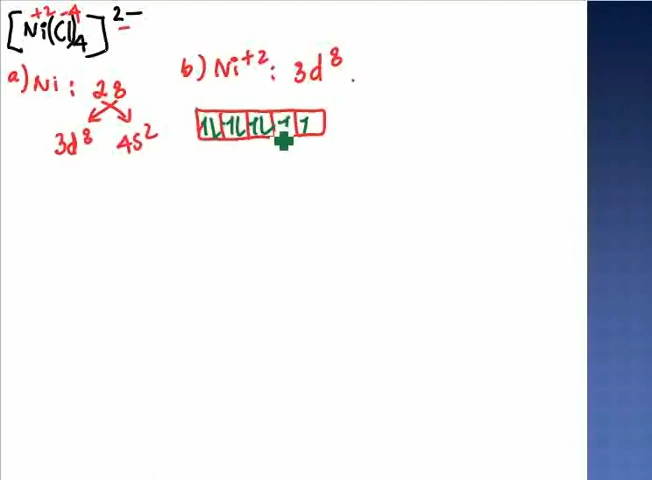 +2 -4
[Ni(Cl)4]2-
a) Ni : 28
3d8 4s2
b) Ni+2 : 3d8 .
1L 1L 1L 1 1